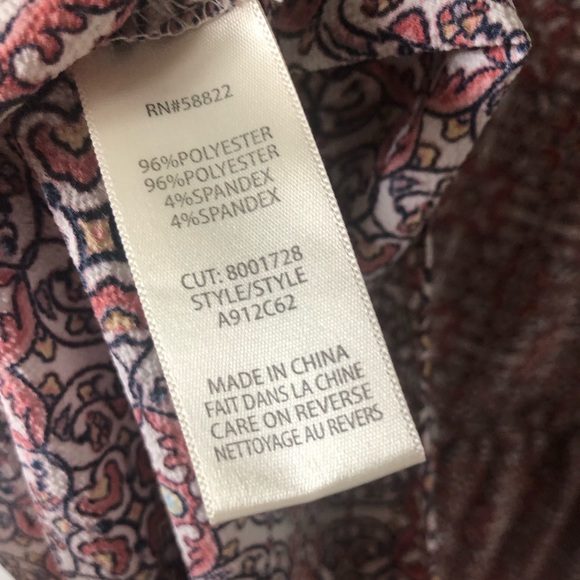 RN#58822
96%POLYESTER
96%POLYESTER
4%SPANDEX
4%SPANDEX
CUT: 8001728
STYLE/STYLE
A912C62
MADE IN CHINA
FAIT DANS LA CHINE
CARE ON REVERSE
NETTOYAGE AU REVERS